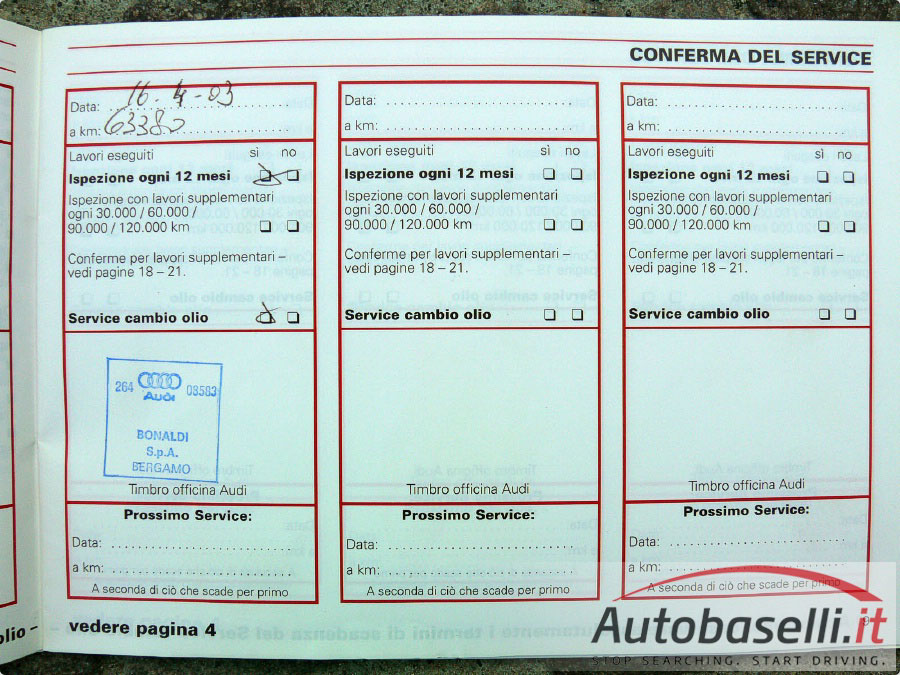 CONFERMA DEL SERVICE
Data: 16-4-03
a km: 63380
Lavori eseguiti sì no
Ispezione ogni 12 mesi
Ispezione con lavori supplementari
ogni 30.000 / 60.000 /
90.000 / 120.000 km
Conferme per lavori supplementari –
vedi pagine 18 – 21.
Service cambio olio
264 Audi 08583
BONALDI
S.p.A.
BERGAMO
Timbro officina Audi
Prossimo Service:
Data:
a km:
A seconda di ciò che scade per primo
Data:
a km:
Lavori eseguiti sì no
Ispezione ogni 12 mesi
Ispezione con lavori supplementari
ogni 30.000 / 60.000 /
90.000 / 120.000 km
Conferme per lavori supplementari –
vedi pagine 18 – 21.
Service cambio olio
Timbro officina Audi
Prossimo Service:
Data:
a km:
A seconda di ciò che scade per primo
Data:
a km:
Lavori eseguiti sì no
Ispezione ogni 12 mesi
Ispezione con lavori supplementari
ogni 30.000 / 60.000 /
90.000 / 120.000 km
Conferme per lavori supplementari –
vedi pagine 18 – 21.
Service cambio olio
Timbro officina Audi
Prossimo Service:
Data:
a km:
A seconda di ciò che scade per primo
olio –
vedere pagina 4
9
Autobaselli.it
STOP SEARCHING. START DRIVING.